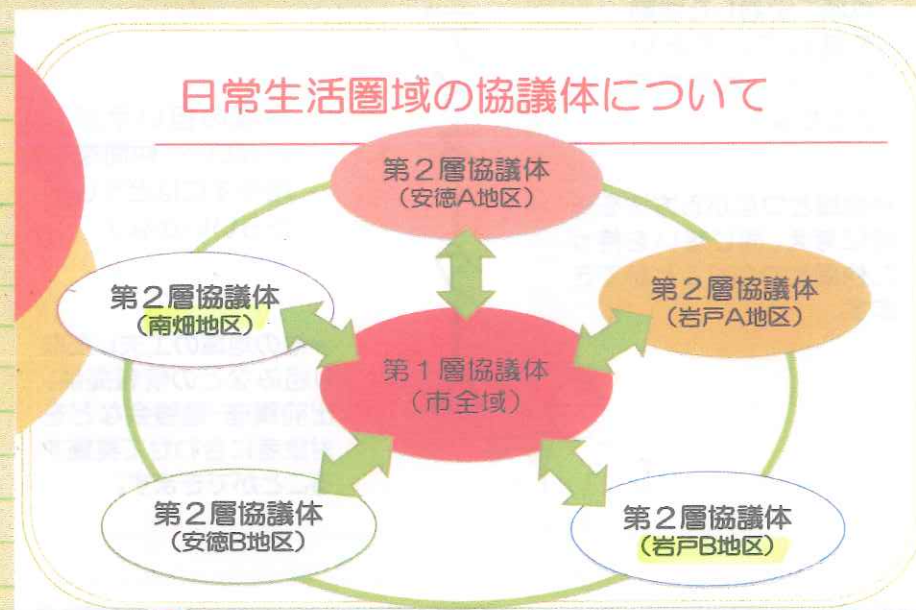 日常生活圏域の協議体について
第2層協議体
(安徳A地区)
第2層協議体
(南畑地区)
第2層協議体
(岩戸A地区)
第1層協議体
(市全域)
第2層協議体
(安徳B地区)
第2層協議体
(岩戸B地区)